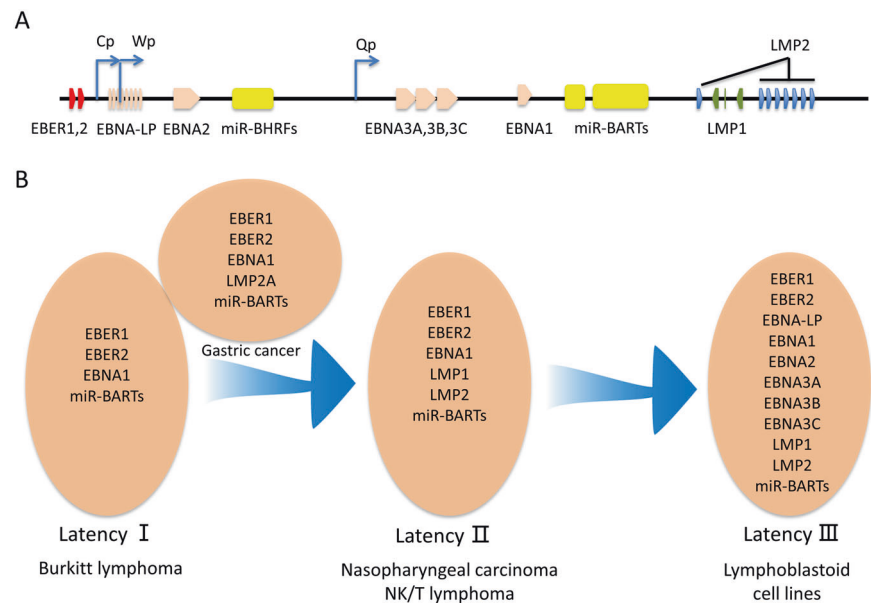 A
Cp
Wp
Qp
LMP2
EBER1,2
EBNA-LP
EBNA2
miR-BHRFs
EBNA3A,3B,3C
EBNA1
miR-BARTs
LMP1
B
EBER1
EBER2
EBNA1
miR-BARTs
Latency Ⅰ
Burkitt lymphoma
EBER1
EBER2
EBNA1
LMP2A
miR-BARTs
Gastric cancer
EBER1
EBER2
EBNA1
LMP1
LMP2
miR-BARTs
Latency Ⅱ
Nasopharyngeal carcinoma
NK/T lymphoma
EBER1
EBER2
EBNA-LP
EBNA1
EBNA2
EBNA3A
EBNA3B
EBNA3C
LMP1
LMP2
miR-BARTs
Latency Ⅲ
Lymphoblastoid
cell lines